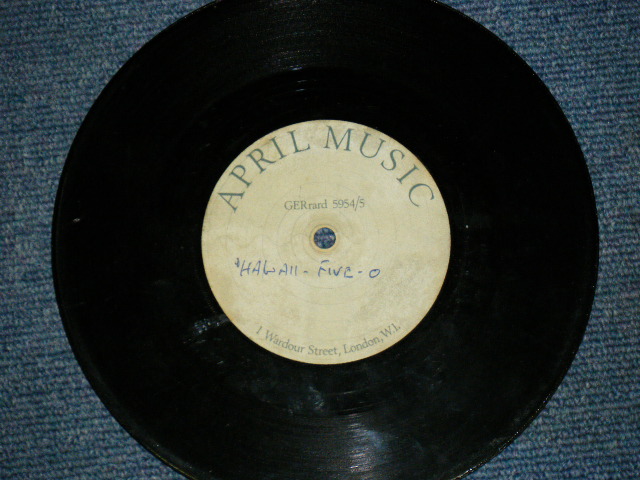 APRIL MUSIC
GERrard 5954/5
"HAWAII - FIVE - O
1 Wardour Street, London, W.1.